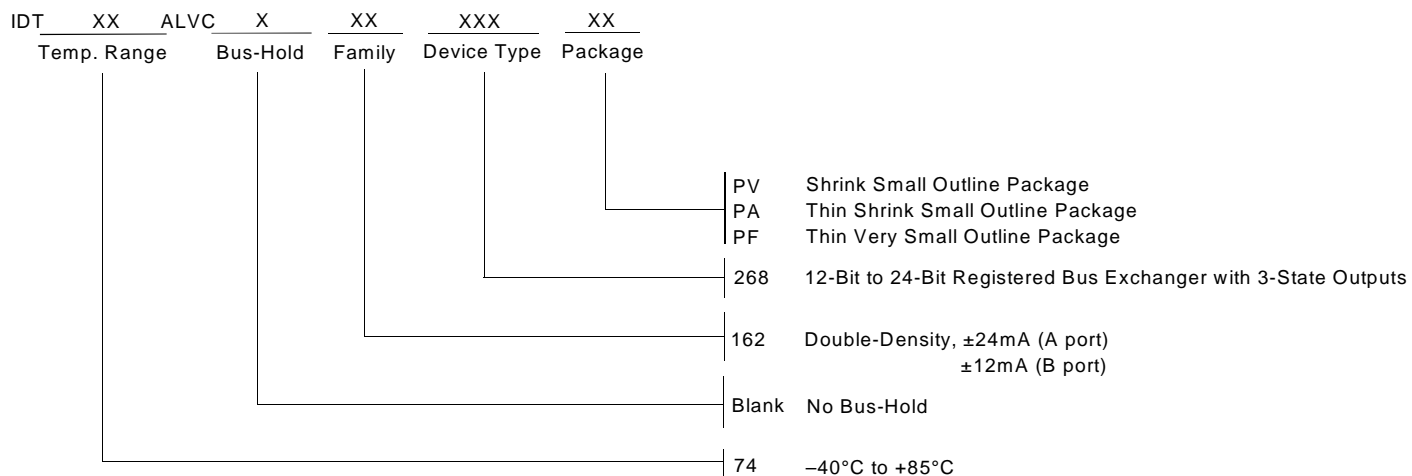 IDT XX ALVC X XX XXX XX
Temp. Range Bus-Hold Family Device Type Package
PV Shrink Small Outline Package
PA Thin Shrink Small Outline Package
PF Thin Very Small Outline Package
268 12-Bit to 24-Bit Registered Bus Exchanger with 3-State Outputs
162 Double-Density, ±24mA (A port)
±12mA (B port)
Blank No Bus-Hold
74 –40°C to +85°C